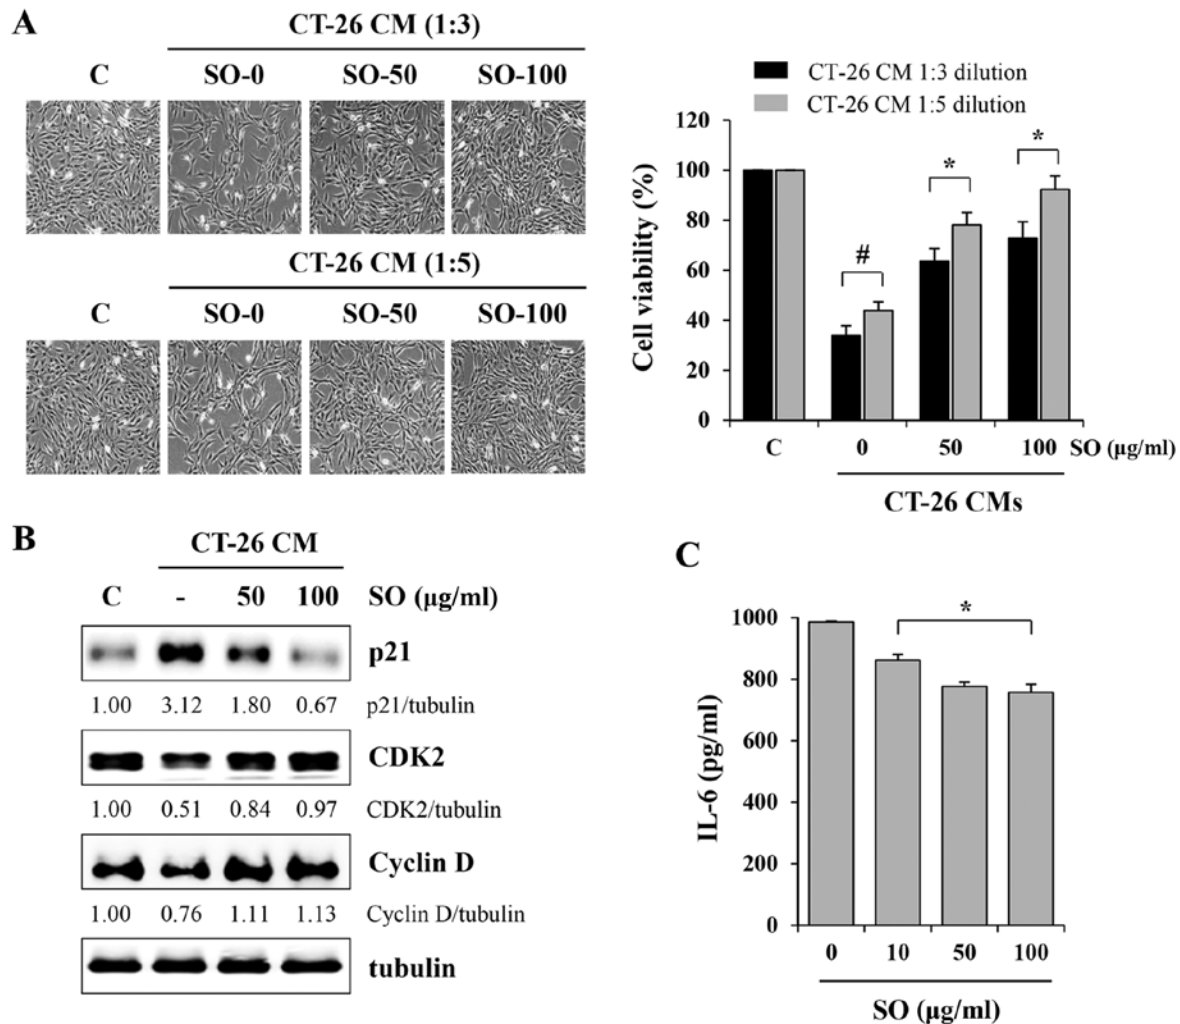 A
CT-26 CM (1:3)
C SO-0 SO-50 SO-100
CT-26 CM (1:5)
C SO-0 SO-50 SO-100
CT-26 CM 1:3 dilution
CT-26 CM 1:5 dilution
Cell viability (%)
120
100
80
60
40
20
0
#
*
*
C 0 50 100 SO (μg/ml)
CT-26 CMs
B
CT-26 CM
C - 50 100 SO (μg/ml)
p21
1.00 3.12 1.80 0.67 p21/tubulin
CDK2
1.00 0.51 0.84 0.97 CDK2/tubulin
Cyclin D
1.00 0.76 1.11 1.13 Cyclin D/tubulin
tubulin
C
IL-6 (pg/ml)
1000
800
600
400
200
0
*
0 10 50 100
SO (μg/ml)